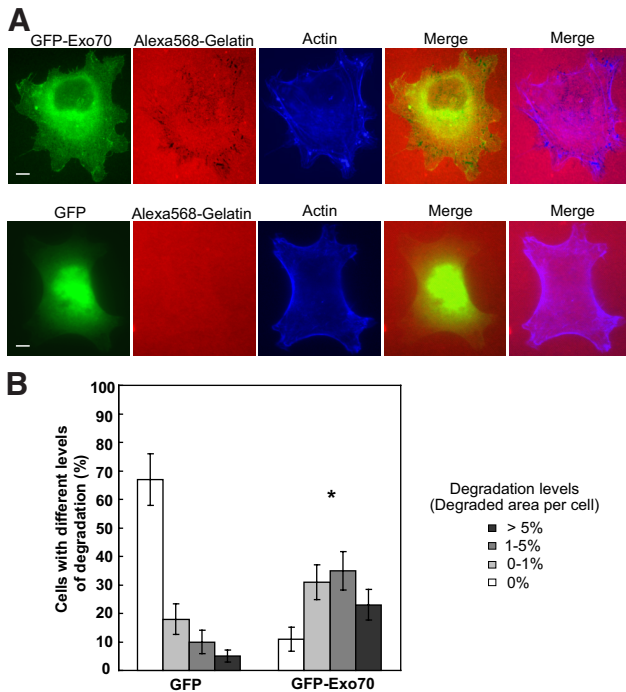 A
GFP-Exo70 Alexa568-Gelatin Actin Merge Merge
GFP Alexa568-Gelatin Actin Merge Merge
B
Cells with different levels
of degradation (%)
100
90
80
70
60
50
40
30
20
10
0
*
GFP GFP-Exo70
Degradation levels
(Degraded area per cell)
> 5%
1-5%
0-1%
0%